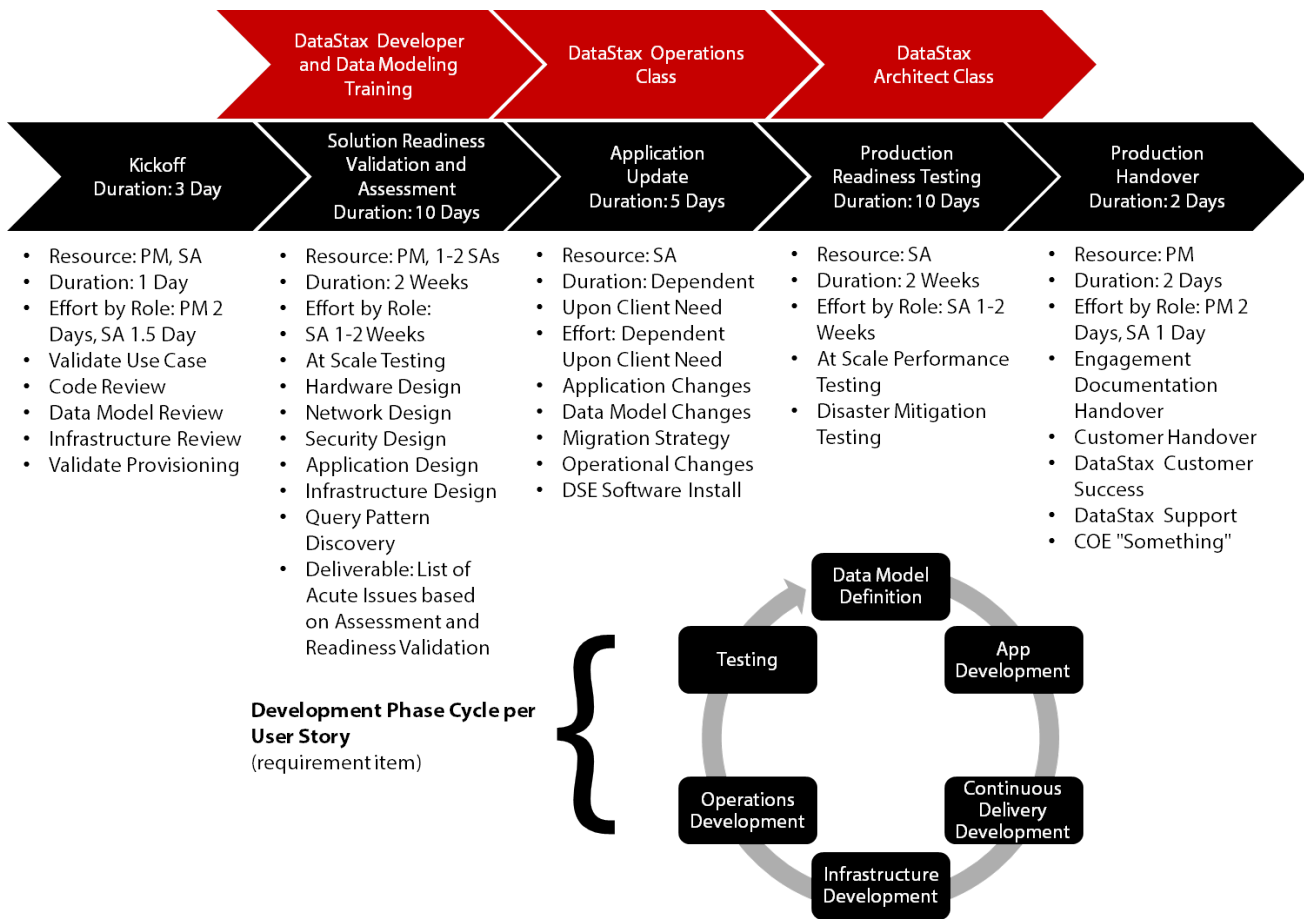 DataStax Developer
and Data Modeling
Training
DataStax Operations
Class
DataStax
Architect Class
Kickoff
Duration: 3 Day
Solution Readiness
Validation and
Assessment
Duration: 10 Days
Application
Update
Duration: 5 Days
Production
Readiness Testing
Duration: 10 Days
Production
Handover
Duration: 2 Days
• Resource: PM, SA
• Duration: 1 Day
• Effort by Role: PM 2
Days, SA 1.5 Day
• Validate Use Case
• Code Review
• Data Model Review
• Infrastructure Review
• Validate Provisioning
• Resource: PM, 1-2 SAs
• Duration: 2 Weeks
• Effort by Role:
• SA 1-2 Weeks
• At Scale Testing
• Hardware Design
• Network Design
• Security Design
• Application Design
• Infrastructure Design
• Query Pattern
Discovery
• Deliverable: List of
Acute Issues based
on Assessment and
Readiness Validation
• Resource: SA
• Duration: Dependent
• Upon Client Need
• Effort: Dependent
Upon Client Need
• Application Changes
• Data Model Changes
• Migration Strategy
• Operational Changes
• DSE Software Install
• Resource: SA
• Duration: 2 Weeks
• Effort by Role: SA 1-2
Weeks
• At Scale Performance
Testing
• Disaster Mitigation
Testing
• Resource: PM
• Duration: 2 Days
• Effort by Role: PM 2
Days, SA 1 Day
• Engagement
Documentation
Handover
• Customer Handover
• DataStax Customer
Success
• DataStax Support
• COE "Something"
Development Phase Cycle per
User Story
(requirement item)
{
Data Model
Definition
App
Development
Continuous
Delivery
Development
Infrastructure
Development
Operations
Development
Testing